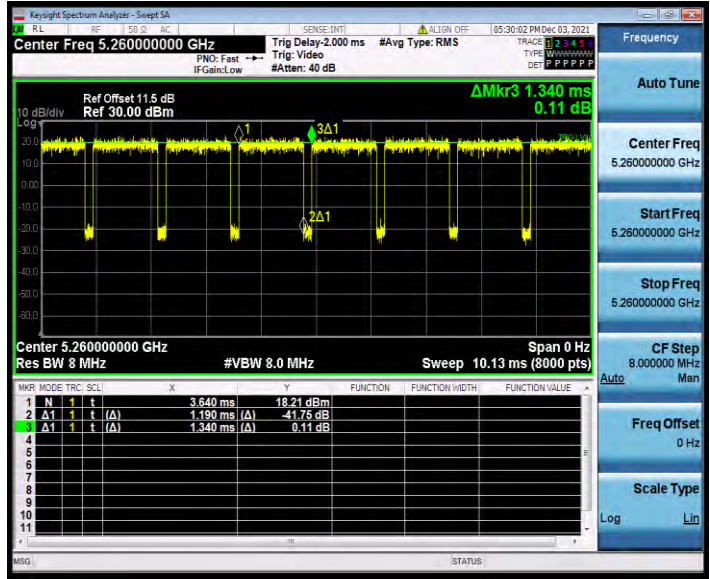 Keysight Spectrum Analyzer - Swept SA
RL RF 50 Ω AC SENSE:INT ALIGN OFF 05:30:02 PM Dec 03, 2021
Center Freq 5.260000000 GHz Trig Delay-2.000 ms #Avg Type: RMS TRACE 1 2 3 4 5 6
PNO: Fast Trig: Video TYPE WWWWWW
IFGain:Low #Atten: 40 dB DET P P P P P P
Frequency
Auto Tune
ΔMkr3 1.340 ms
0.11 dB
Ref Offset 11.5 dB
10 dB/div Ref 30.00 dBm
Log
1 3Δ1
20.0
10.0
0.00
-10.0
2Δ1
-20.0
-30.0
-40.0
-50.0
-60.0
Center Freq
5.260000000 GHz
Start Freq
5.260000000 GHz
Stop Freq
5.260000000 GHz
Center 5.260000000 GHz Span 0 Hz
Res BW 8 MHz #VBW 8.0 MHz Sweep 10.13 ms (8000 pts)
CF Step
8.000000 MHz
Auto Man
MKR MODE TRC SCL X Y FUNCTION FUNCTION WIDTH FUNCTION VALUE
1 N 1 t 3.640 ms 18.21 dBm
2 Δ1 1 t (Δ) 1.190 ms (Δ) -41.75 dB
3 Δ1 1 t (Δ) 1.340 ms (Δ) 0.11 dB
4
5
6
7
8
9
10
11
Freq Offset
0 Hz
Scale Type
Log Lin
MSG STATUS